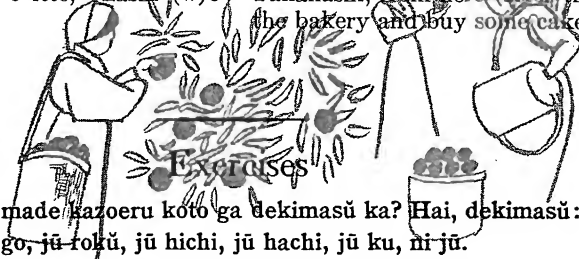 the bakery and buy some cake
Exercises
made kazoeru koto ga dekimasŭ ka? Hai, dekimasŭ:
go, jū rokŭ, jū hichi, jū hachi, jū ku, ni jū.